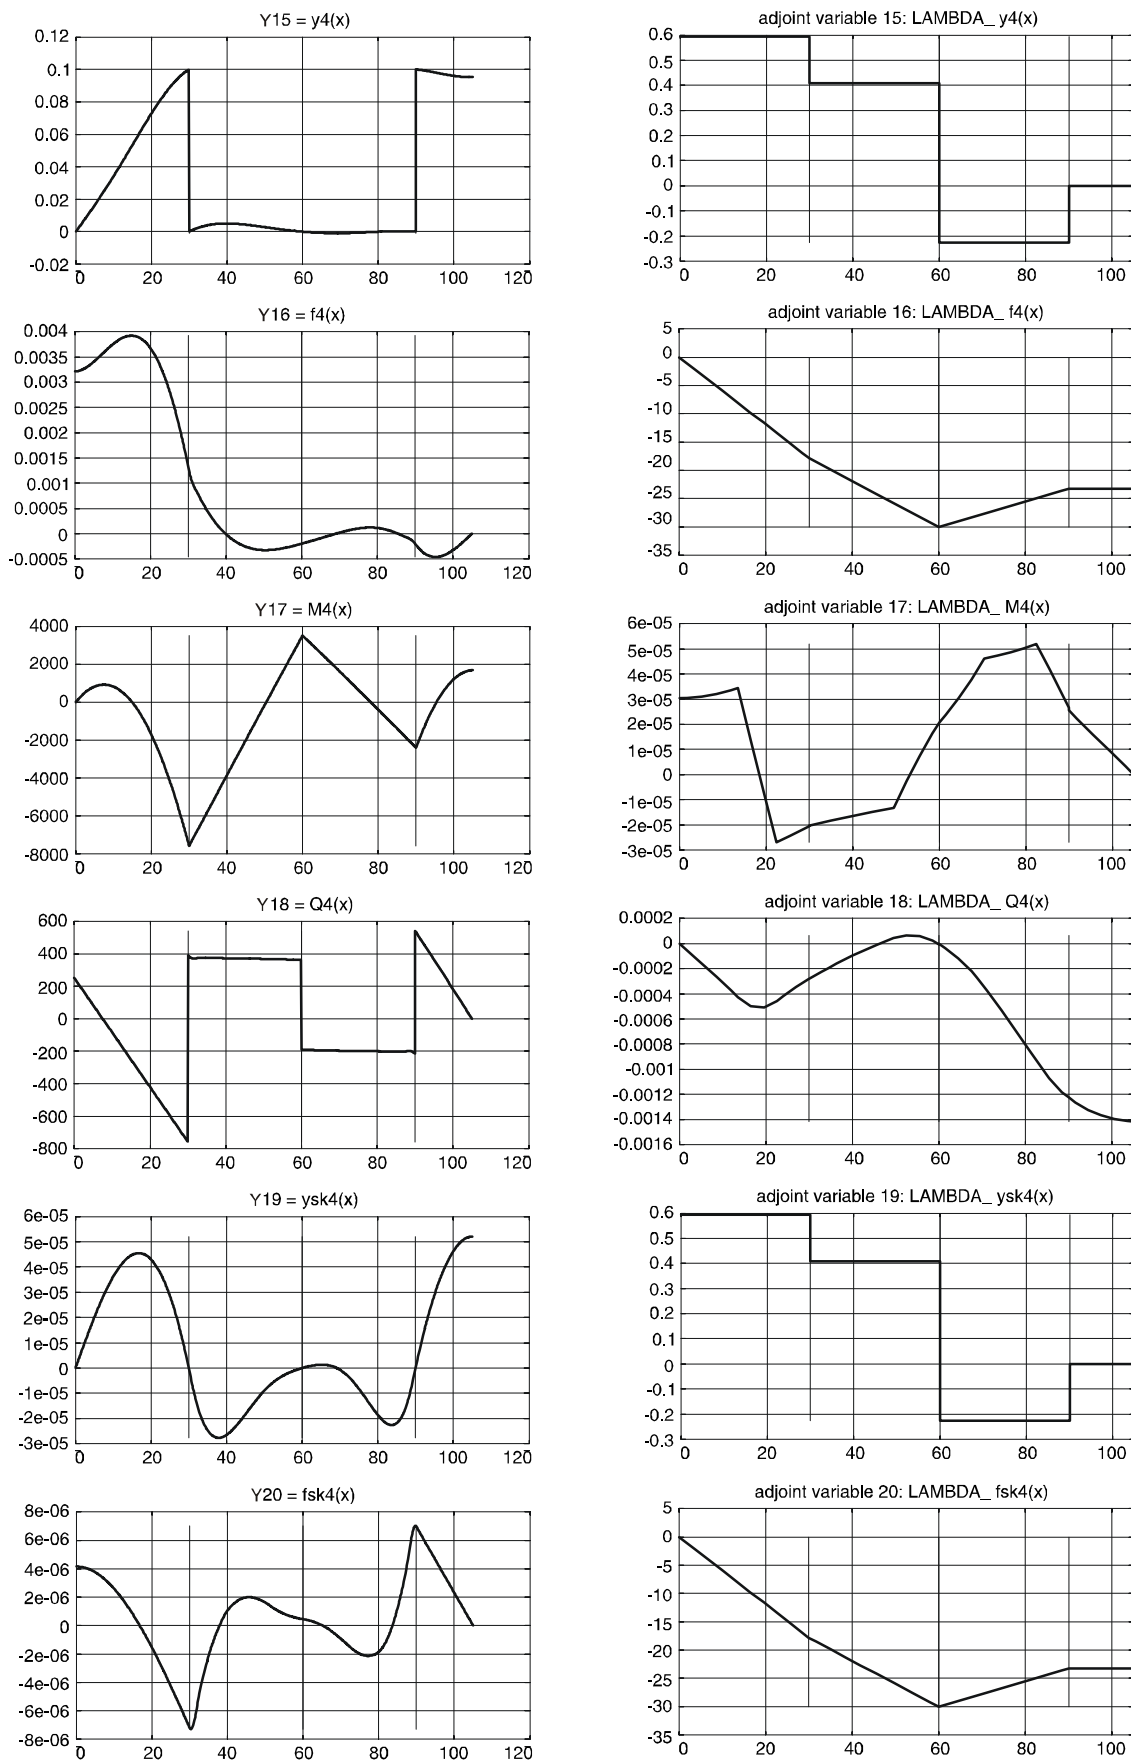 Y15 = y4(x)
0.12
0.1
0.08
0.06
0.04
0.02
0
-0.02
0 20 40 60 80 100 120
adjoint variable 15: LAMBDA_ y4(x)
0.6
0.5
0.4
0.3
0.2
0.1
0
-0.1
-0.2
-0.3
0 20 40 60 80 100
Y16 = f4(x)
0.004
0.0035
0.003
0.0025
0.002
0.0015
0.001
0.0005
0
-0.0005
0 20 40 60 80 100 120
adjoint variable 16: LAMBDA_ f4(x)
5
0
-5
-10
-15
-20
-25
-30
-35
0 20 40 60 80 100
Y17 = M4(x)
4000
2000
0
-2000
-4000
-6000
-8000
0 20 40 60 80 100 120
adjoint variable 17: LAMBDA_ M4(x)
6e-05
5e-05
4e-05
3e-05
2e-05
1e-05
0
-1e-05
-2e-05
-3e-05
0 20 40 60 80 100
Y18 = Q4(x)
600
400
200
0
-200
-400
-600
-800
0 20 40 60 80 100 120
adjoint variable 18: LAMBDA_ Q4(x)
0.0002
0
-0.0002
-0.0004
-0.0006
-0.0008
-0.001
-0.0012
-0.0014
-0.0016
0 20 40 60 80 100
Y19 = ysk4(x)
6e-05
5e-05
4e-05
3e-05
2e-05
1e-05
0
-1e-05
-2e-05
-3e-05
0 20 40 60 80 100 120
adjoint variable 19: LAMBDA_ ysk4(x)
0.6
0.5
0.4
0.3
0.2
0.1
0
-0.1
-0.2
-0.3
0 20 40 60 80 100
Y20 = fsk4(x)
8e-06
6e-06
4e-06
2e-06
0
-2e-06
-4e-06
-6e-06
-8e-06
0 20 40 60 80 100 120
adjoint variable 20: LAMBDA_ fsk4(x)
5
0
-5
-10
-15
-20
-25
-30
-35
0 20 40 60 80 100